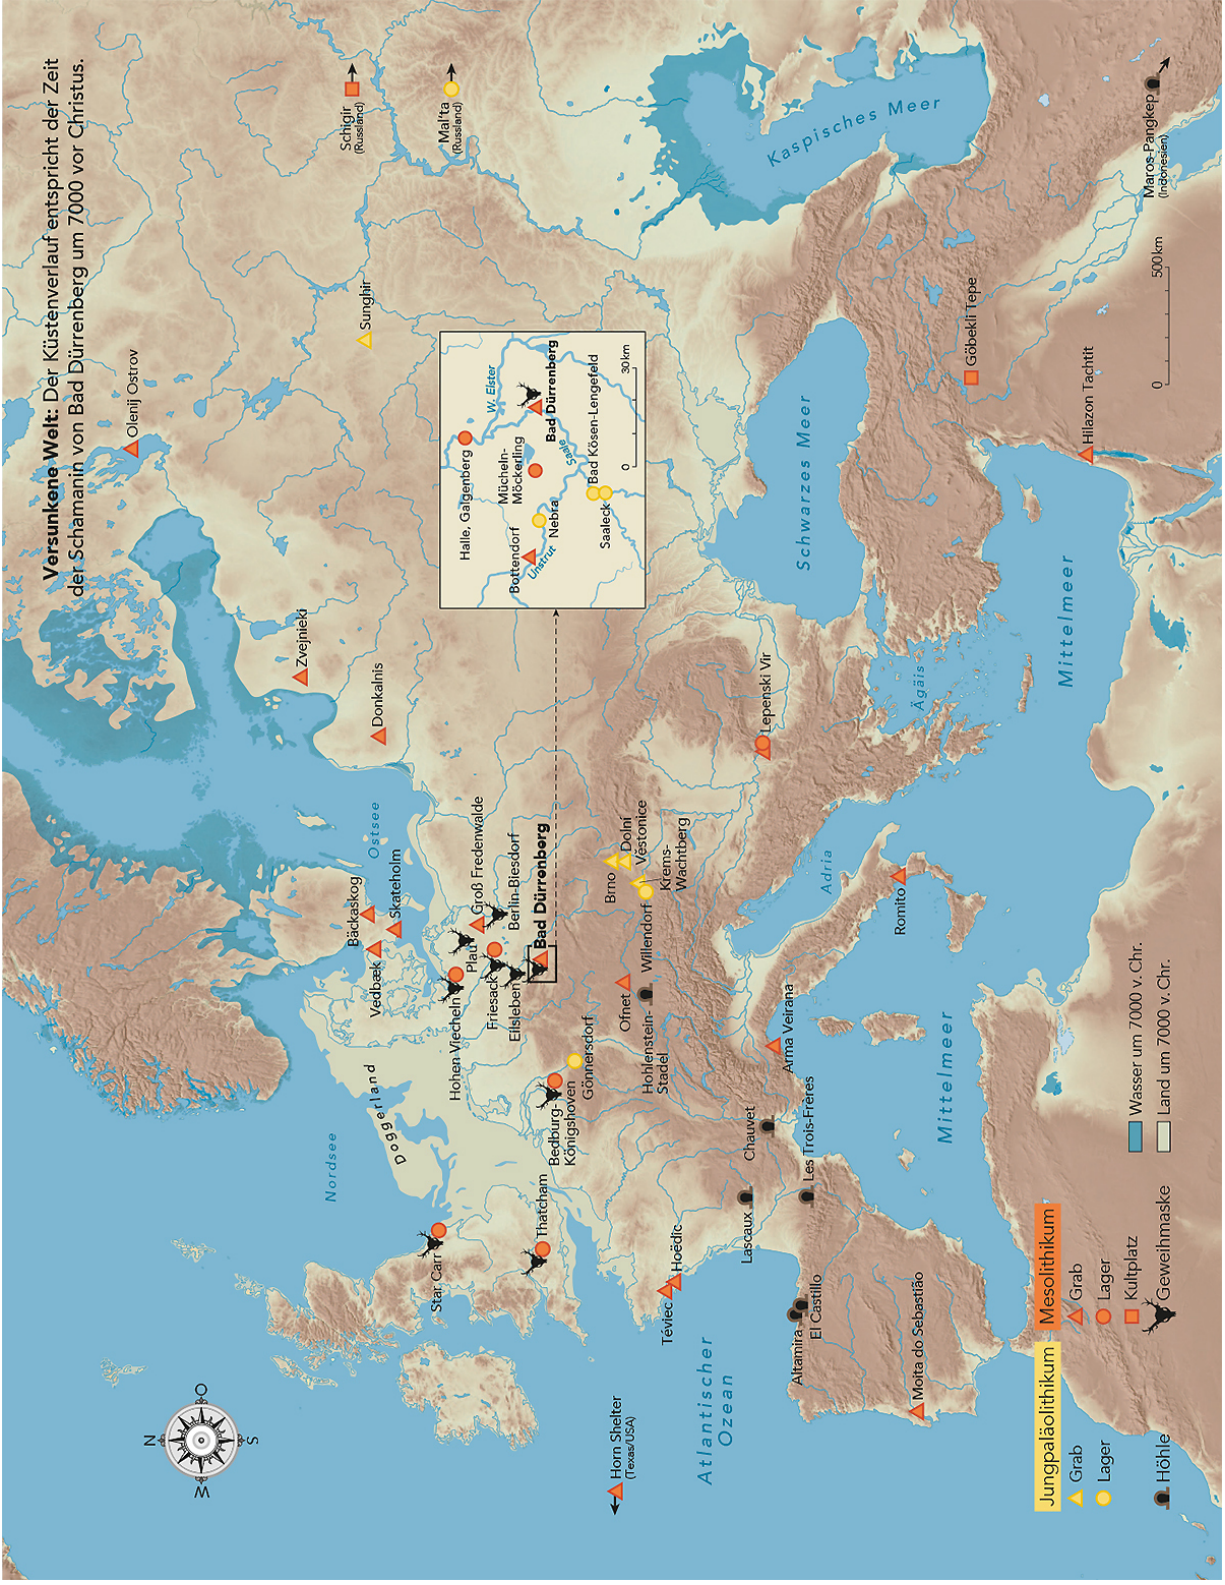 Versunkene Welt: Der Küstenverlauf entspricht der Zeit
der Schamanin von Bad Dürrenberg um 7000 vor Christus.
N
O
S
W
Schigir
(Russland)
Mal'ta
(Russland)
Olenij Ostrov
Sunghir
Zvejnieki
Donkalnis
Ostsee
Bäckaskog
Skateholm
Vedbæk
Nordsee
Doggerland
Star Carr
Thatcham
Hohen Viecheln
Plau
Groß Fredenwalde
Berlin-Biesdorf
Friesack
Eilsleben
Bad Dürrenberg
Bedburg-
Königshoven
Gönnersdorf
Halle, Galgenberg
W. Elster
Mücheln-
Möckerling
Bad Dürrenberg
Saale
Bottendorf
Unstrut
Nebra
Bad Kösen-Lengefeld
Saaleck
0
30 km
Horn Shelter
(Texas/USA)
Atlantischer
Ozean
Téviec
Hoëdic
Ofnet
Hohlenstein-
Stadel
Brno
Dolní
Věstonice
Willendorf
Krems-
Wachtberg
Lepenski Vir
Schwarzes Meer
Kaspisches Meer
Lascaux
Chauvet
Les Trois-Frères
Arma Veirana
Adria
Altamira
El Castillo
Moita do Sebastião
Romito
Ägäis
Göbekli Tepe
Hilazon Tachtit
Mittelmeer
Mittelmeer
Maros-Pangkep
(Indonesien)
0
500 km
Jungpaläolithikum
Grab
Lager
Höhle
Mesolithikum
Grab
Lager
Kultplatz
Geweihmaske
Wasser um 7000 v. Chr.
Land um 7000 v. Chr.